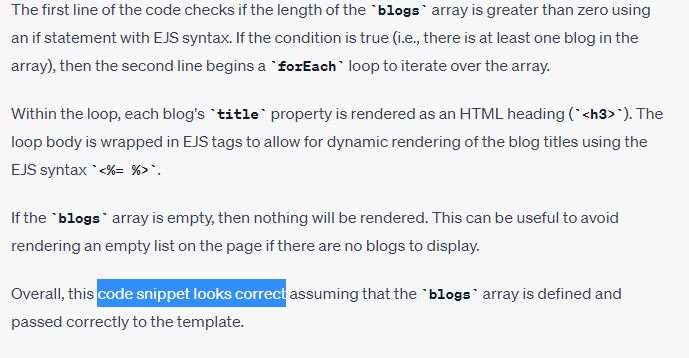 The first line of the code checks if the length of the `blogs` array is greater than zero using
an if statement with EJS syntax. If the condition is true (i.e., there is at least one blog in the
array), then the second line begins a `forEach` loop to iterate over the array.
Within the loop, each blog's `title` property is rendered as an HTML heading (`<h3>`). The
loop body is wrapped in EJS tags to allow for dynamic rendering of the blog titles using the
EJS syntax `<%= %>`.
If the `blogs` array is empty, then nothing will be rendered. This can be useful to avoid
rendering an empty list on the page if there are no blogs to display.
Overall, this code snippet looks correct assuming that the `blogs` array is defined and
passed correctly to the template.